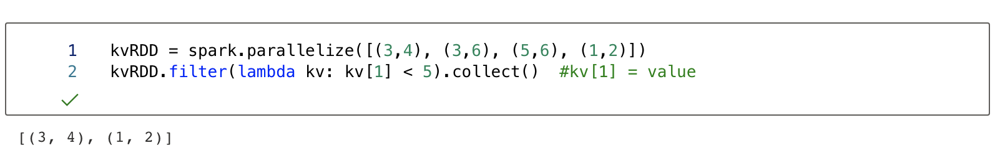 1 kvRDD = spark.parallelize([(3,4), (3,6), (5,6), (1,2)])
2 kvRDD.filter(lambda kv: kv[1] < 5).collect()  #kv[1] = value
[(3, 4), (1, 2)]